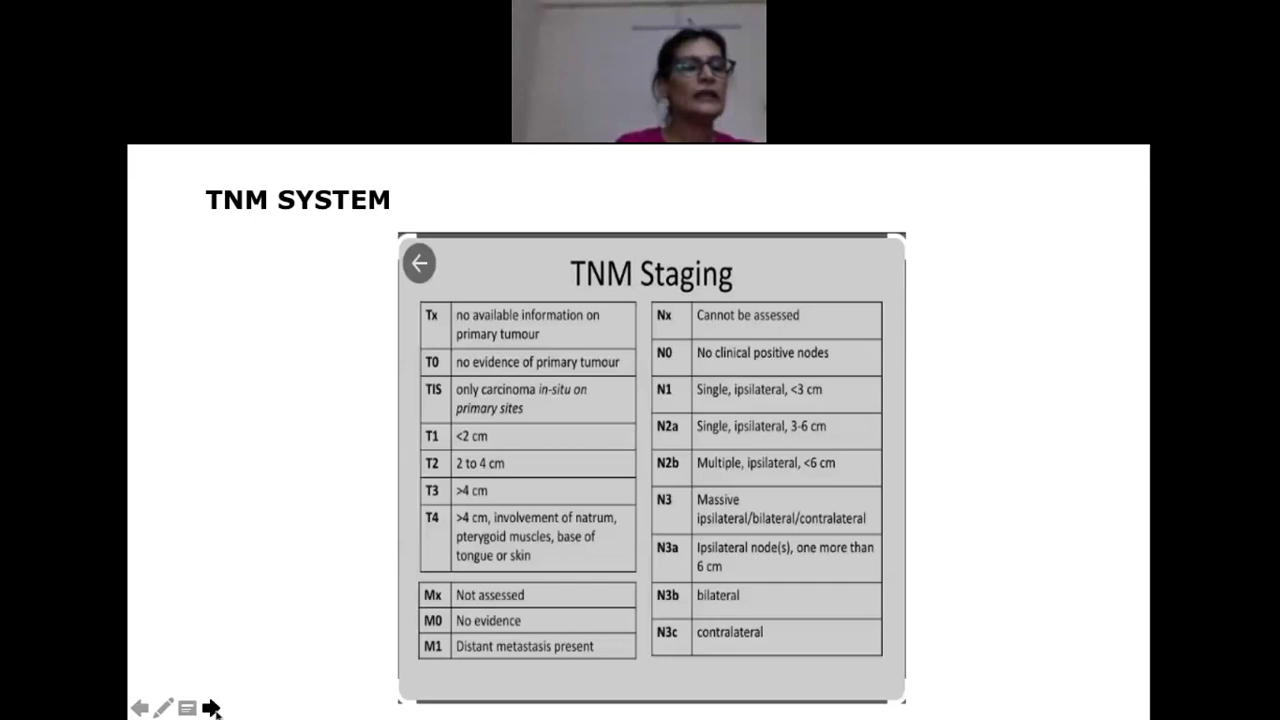 TNM SYSTEM
TNM Staging
Tx no available information on
primary tumour
T0 no evidence of primary tumour
TIS only carcinoma in-situ on
primary sites
T1 <2 cm
T2 2 to 4 cm
T3 >4 cm
T4 >4 cm, involvement of natrum,
pterygoid muscles, base of
tongue or skin
Mx Not assessed
M0 No evidence
M1 Distant metastasis present
Nx Cannot be assessed
N0 No clinical positive nodes
N1 Single, ipsilateral, <3 cm
N2a Single, ipsilateral, 3-6 cm
N2b Multiple, ipsilateral, <6 cm
N3 Massive
ipsilateral/bilateral/contralateral
N3a Ipsilateral node(s), one more than
6 cm
N3b bilateral
N3c contralateral